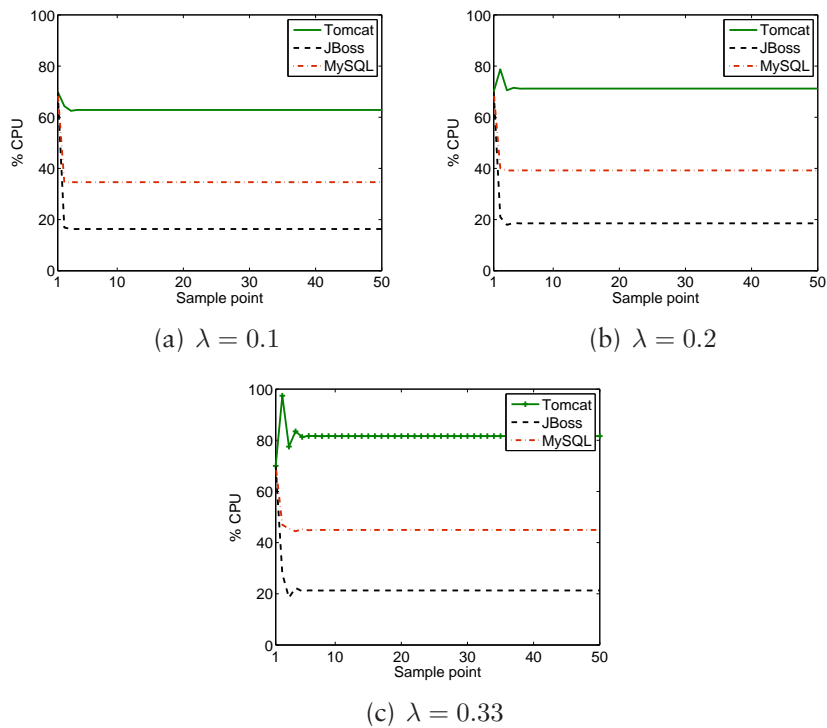 100
80
60
40
20
0
% CPU
Tomcat
JBoss
MySQL
1 10 20 30 40 50
Sample point
(a) λ = 0.1
100
80
60
40
20
0
% CPU
Tomcat
JBoss
MySQL
1 10 20 30 40 50
Sample point
(b) λ = 0.2
100
80
60
40
20
0
% CPU
Tomcat
JBoss
MySQL
1 10 20 30 40 50
Sample point
(c) λ = 0.33